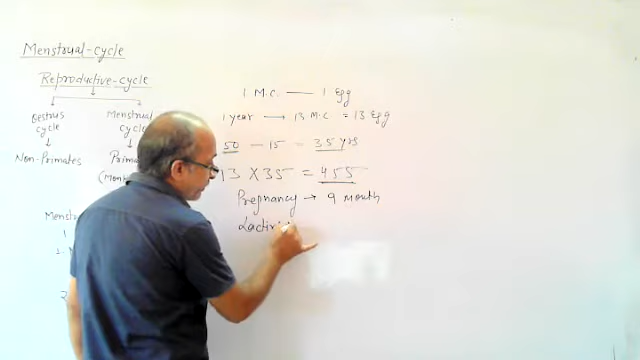 Menstrual-cycle
Reproductive-cycle
Oestrus cycle
Menstrual cycle
Non-Primates
1 M.C. — 1 Egg
1 year → 13 M.C. = 13 Egg
50 – 15 = 35 yrs
13 X 35 = 455
Pregnancy → 9 month